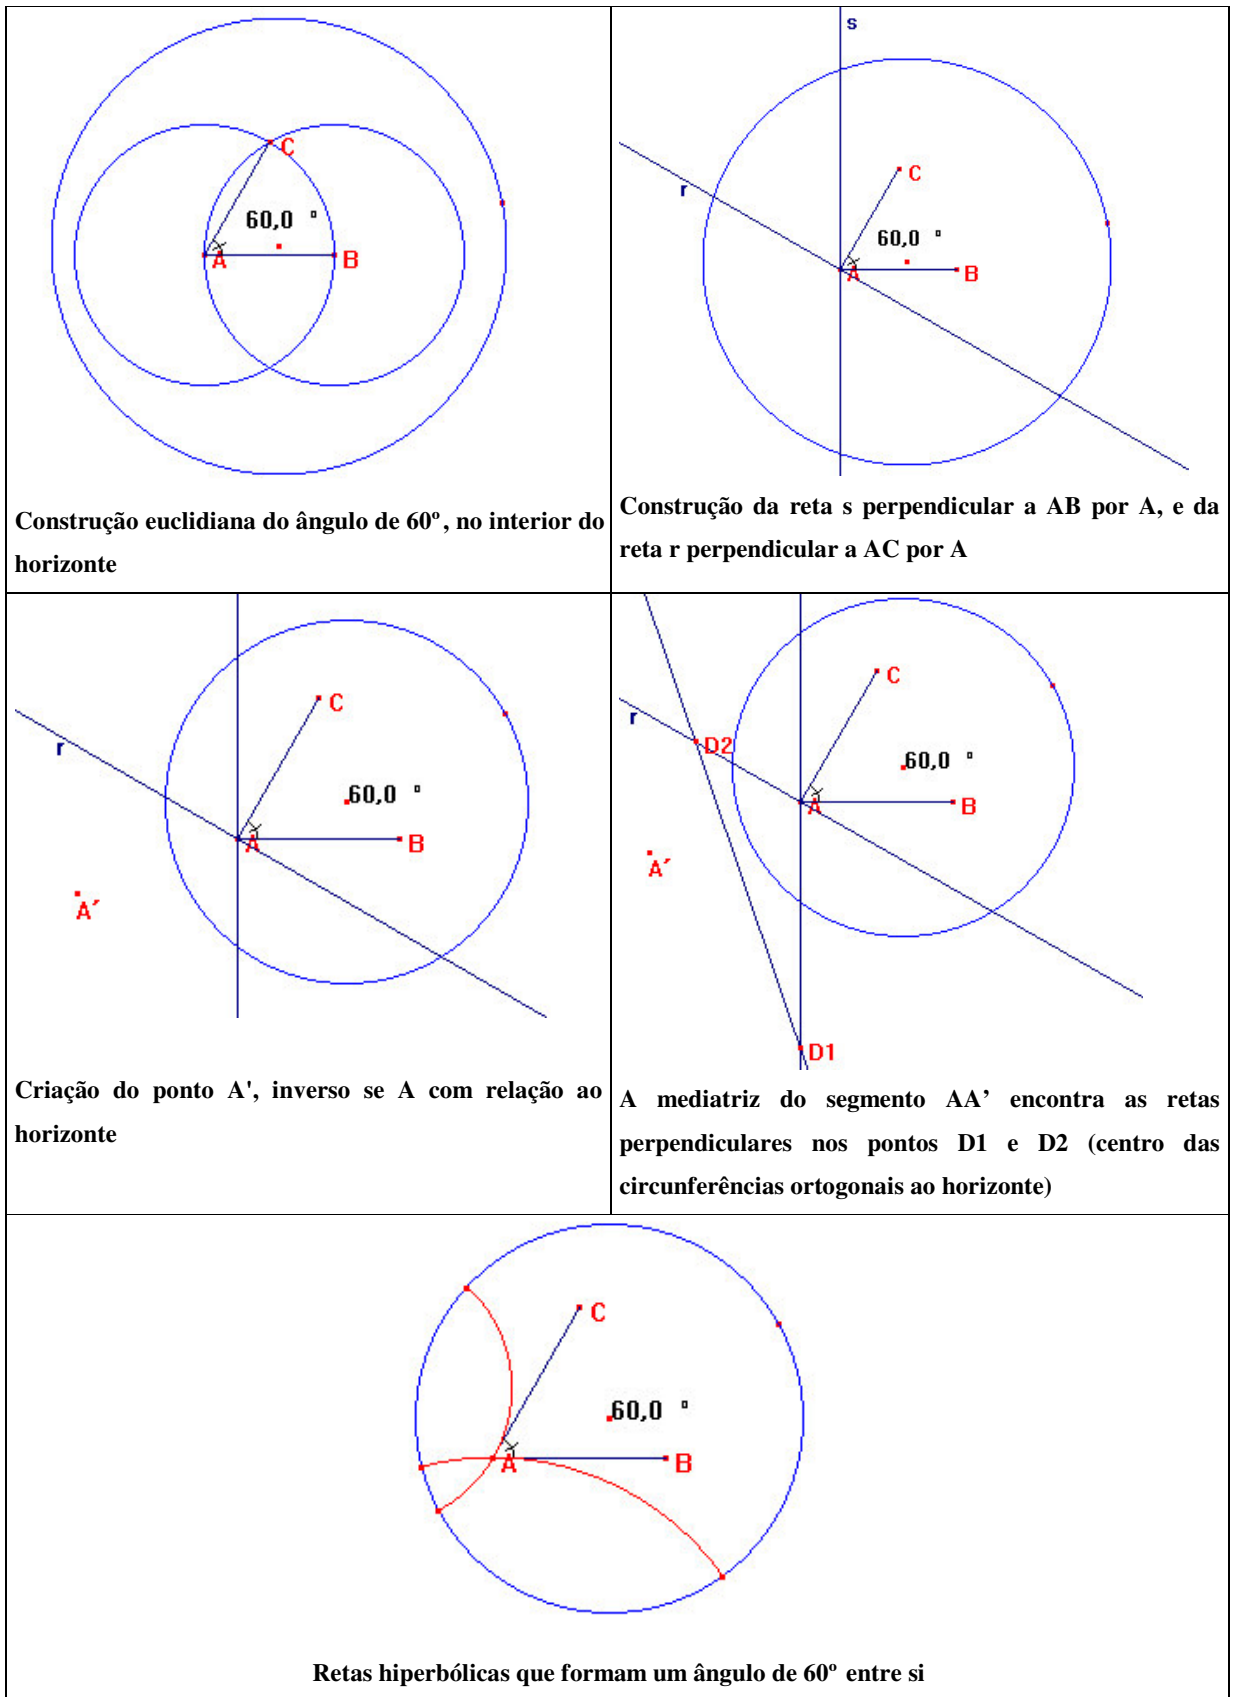 C
60,0 º
A
B
Construção euclidiana do ângulo de 60º, no interior do
horizonte
s
r
C
60,0 º
A
B
Construção da reta s perpendicular a AB por A, e da
reta r perpendicular a AC por A
C
r
60,0 º
A
B
A´
Criação do ponto A', inverso se A com relação ao
horizonte
C
r
D2
60,0 º
A
B
A´
D1
A mediatriz do segmento AA’ encontra as retas
perpendiculares nos pontos D1 e D2 (centro das
circunferências ortogonais ao horizonte)
C
60,0 º
A
B
Retas hiperbólicas que formam um ângulo de 60º entre si